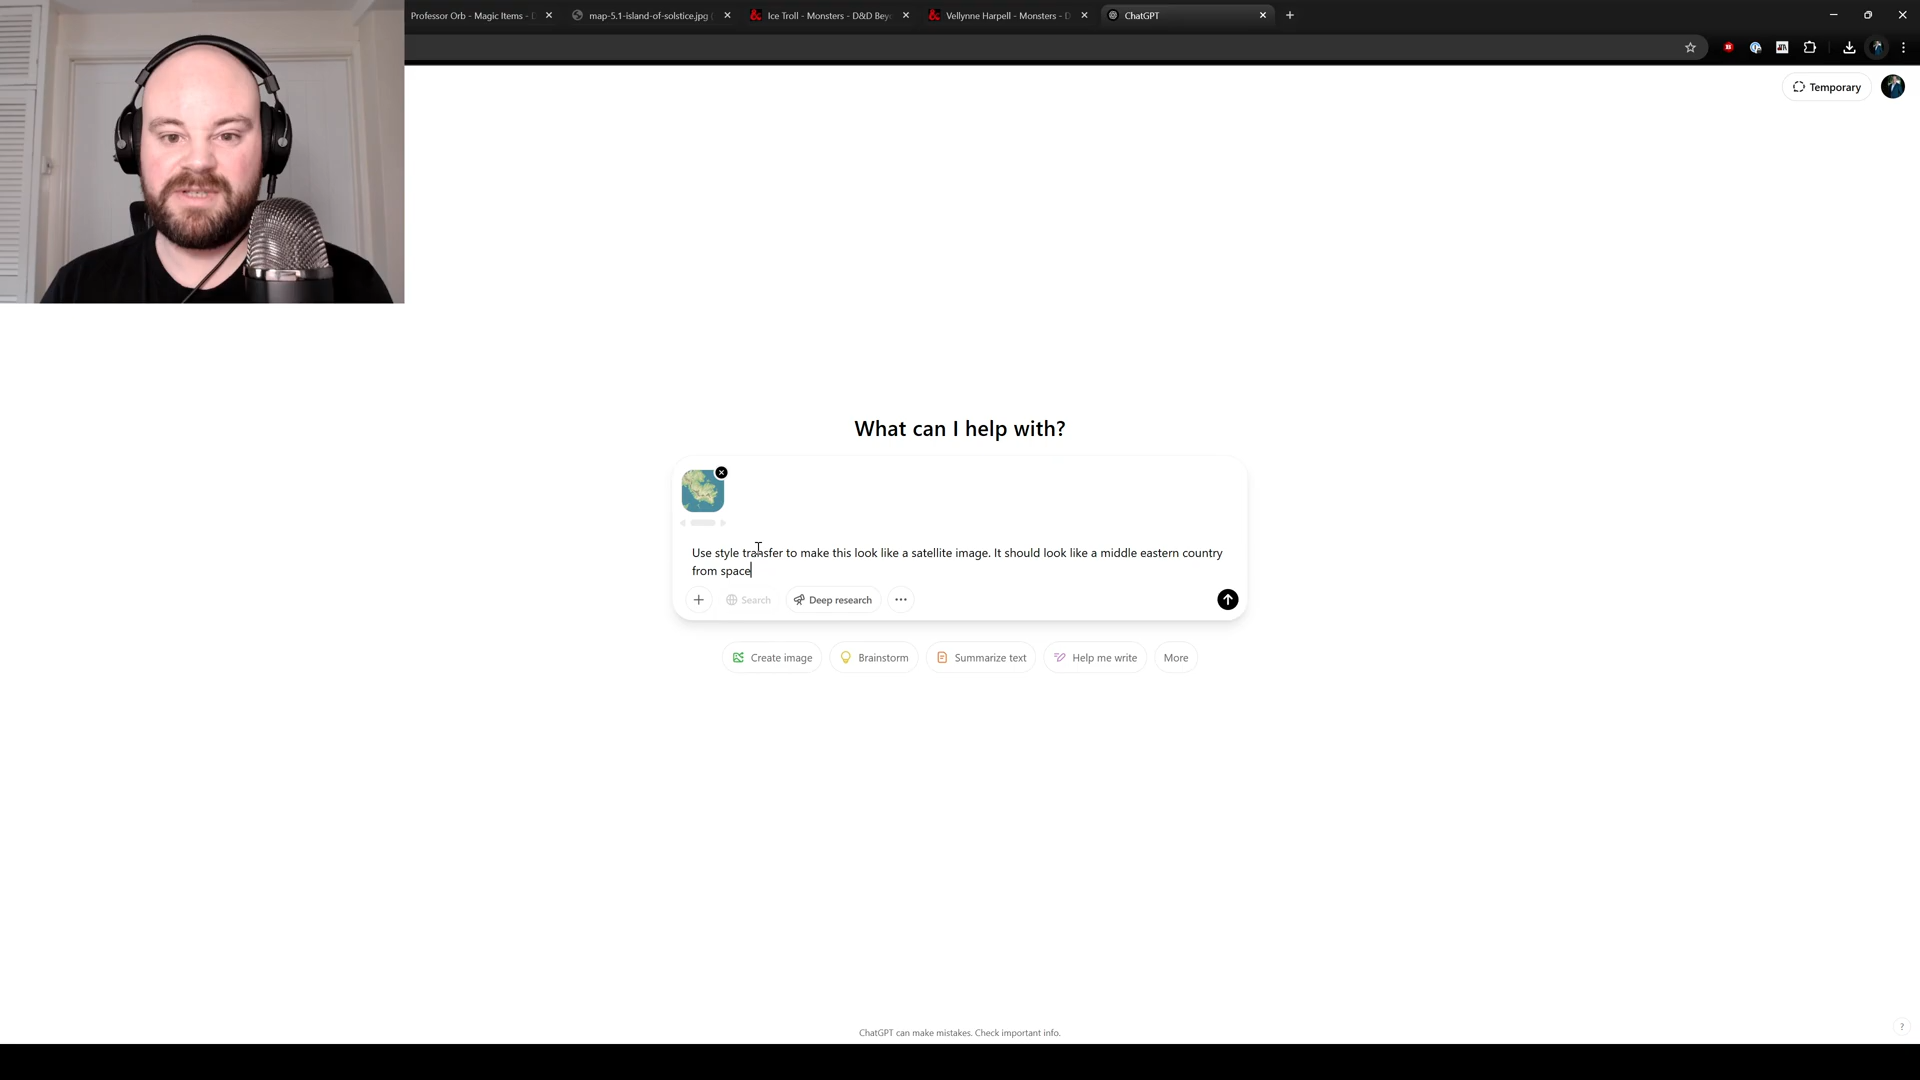 Professor Orb - Magic Items - D
map-5.1-island-of-solstice.jpg (
Ice Troll - Monsters - D&D Bey
Vellynne Harpell - Monsters - D
ChatGPT
Temporary
What can I help with?
Use style transfer to make this look like a satellite image. It should look like a middle eastern country
from space
Search
Deep research
Create image
Brainstorm
Summarize text
Help me write
More
ChatGPT can make mistakes. Check important info.
?